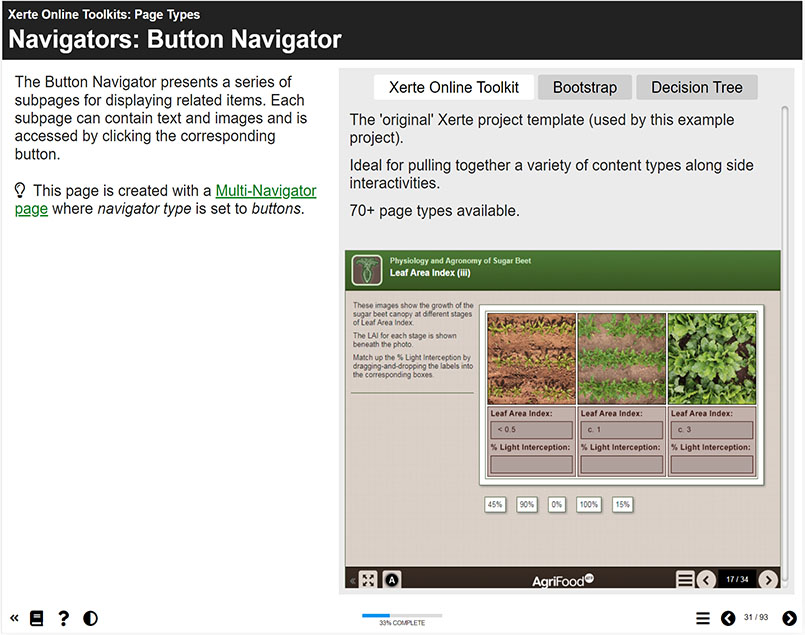 Xerte Online Toolkits: Page Types
Navigators: Button Navigator
The Button Navigator presents a series of
subpages for displaying related items. Each
subpage can contain text and images and is
accessed by clicking the corresponding
button.
This page is created with a Multi-Navigator
page where navigator type is set to buttons.
Xerte Online Toolkit Bootstrap Decision Tree
The 'original' Xerte project template (used by this example
project).
Ideal for pulling together a variety of content types along side
interactivities.
70+ page types available.
Physiology and Agronomy of Sugar Beet
Leaf Area Index (iii)
These images show the growth of the
sugar beet canopy at different stages
of Leaf Area Index.
The LAI for each stage is shown
beneath the photo.
Match up the % Light Interception by
dragging-and-dropping the labels into
the corresponding boxes.
Leaf Area Index: Leaf Area Index: Leaf Area Index:
< 0.5 c. 1 c. 3
% Light Interception: % Light Interception: % Light Interception:
45% 90% 0% 100% 15%
« A AgriFood 17 / 34
« ? 33% COMPLETE 31 / 93